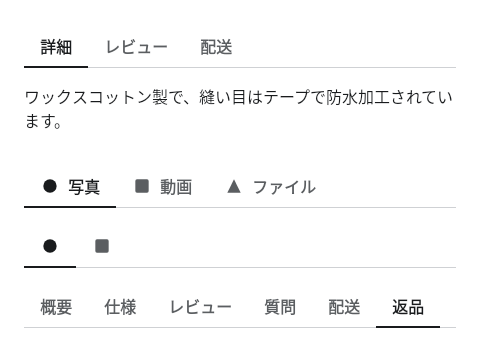 詳細 レビュー 配送
ワックスコットン製で、縫い目はテープで防水加工されてい
ます。
写真 動画 ファイル
概要 仕様 レビュー 質問 配送 返品